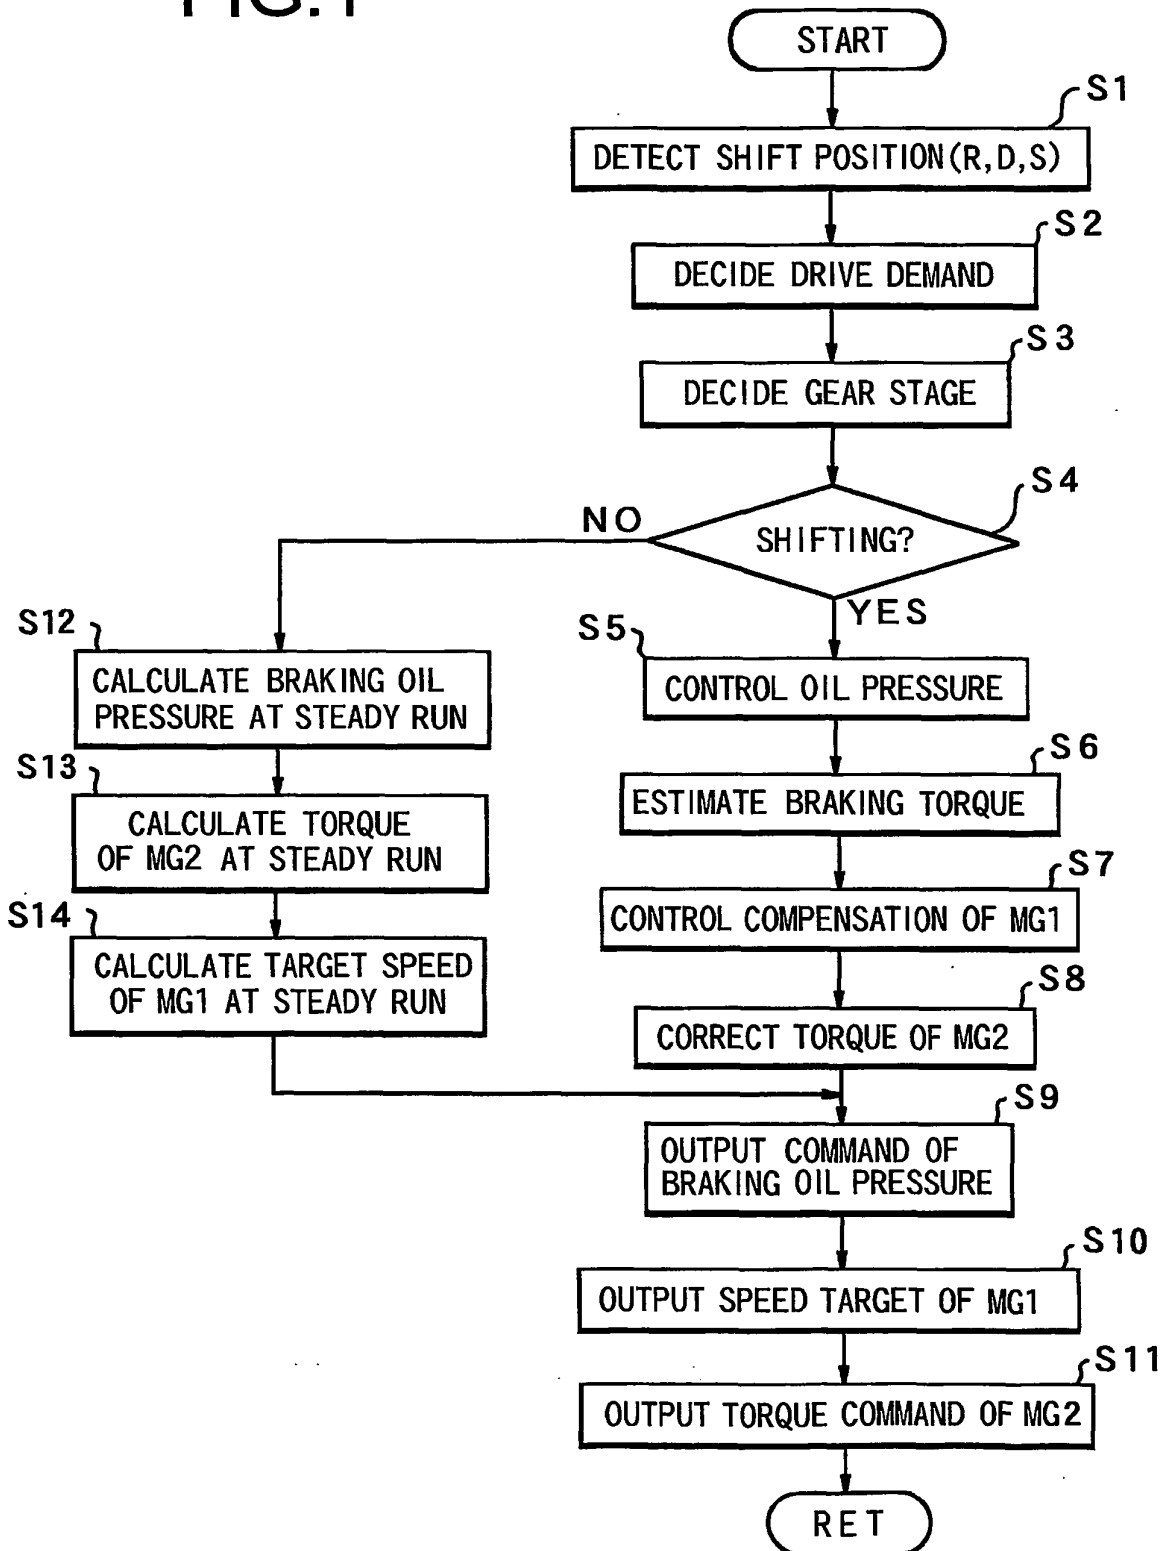 FIG.1
START
S1
DETECT SHIFT POSITION(R,D,S)
S2
DECIDE DRIVE DEMAND
S3
DECIDE GEAR STAGE
S4
SHIFTING?
NO
YES
S12
CALCULATE BRAKING OIL
PRESSURE AT STEADY RUN
S13
CALCULATE TORQUE
OF MG2 AT STEADY RUN
S14
CALCULATE TARGET SPEED
OF MG1 AT STEADY RUN
S5
CONTROL OIL PRESSURE
S6
ESTIMATE BRAKING TORQUE
S7
CONTROL COMPENSATION OF MG1
S8
CORRECT TORQUE OF MG2
S9
OUTPUT COMMAND OF
BRAKING OIL PRESSURE
S10
OUTPUT SPEED TARGET OF MG1
S11
OUTPUT TORQUE COMMAND OF MG2
RET